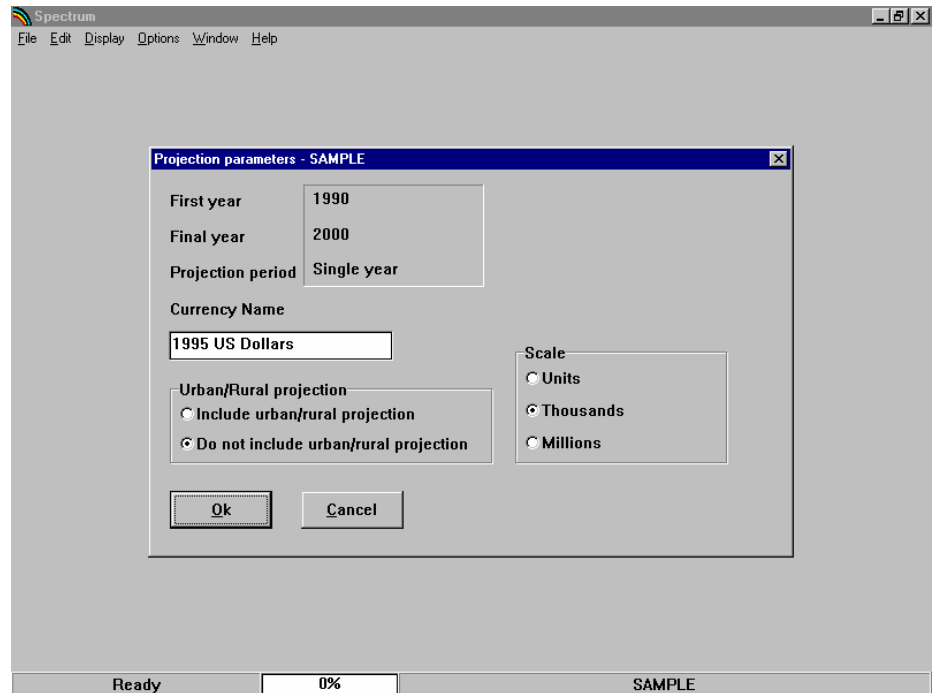 Spectrum
File Edit Display Options Window Help
Projection parameters - SAMPLE
First year 1990
Final year 2000
Projection period Single year
Currency Name
1995 US Dollars
Urban/Rural projection
Include urban/rural projection
Do not include urban/rural projection
Scale
Units
Thousands
Millions
Ok Cancel
Ready 0% SAMPLE